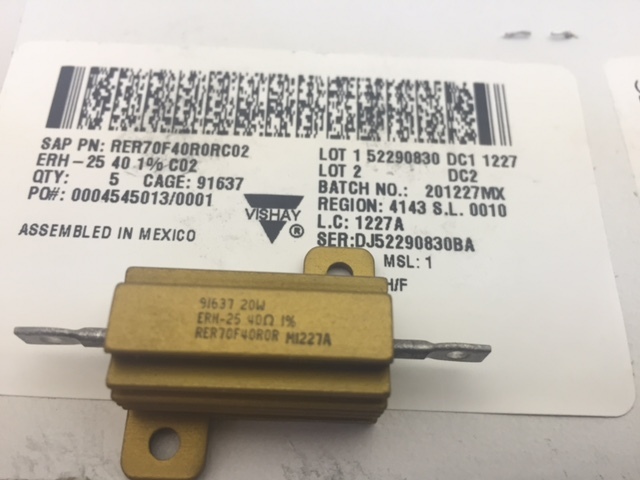 SAP PN: RER70F40R0RC02
ERH-25 40 1% C02
QTY: 5 CAGE: 91637
PO#: 0004545013/0001
ASSEMBLED IN MEXICO
VISHAY
®
LOT 1 52290830 DC1 1227
LOT 2 DC2
BATCH NO.: 201227MX
REGION: 4143 S.L. 0010
L.C: 1227A
SER:DJ52290830BA
MSL: 1
H/F
91637 20W
ERH-25 40Ω 1%
RER70F40R0R M1227A